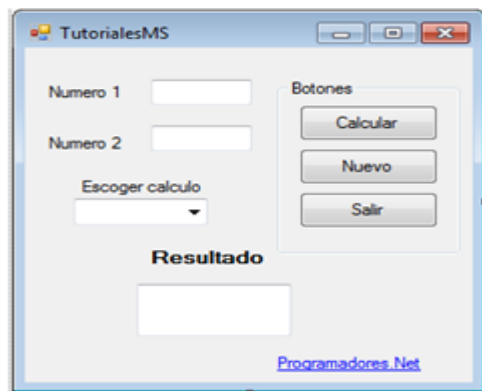 TutorialesMS
Numero 1
Numero 2
Escoger calculo
Botones
Calcular
Nuevo
Salir
Resultado
Programadores.Net